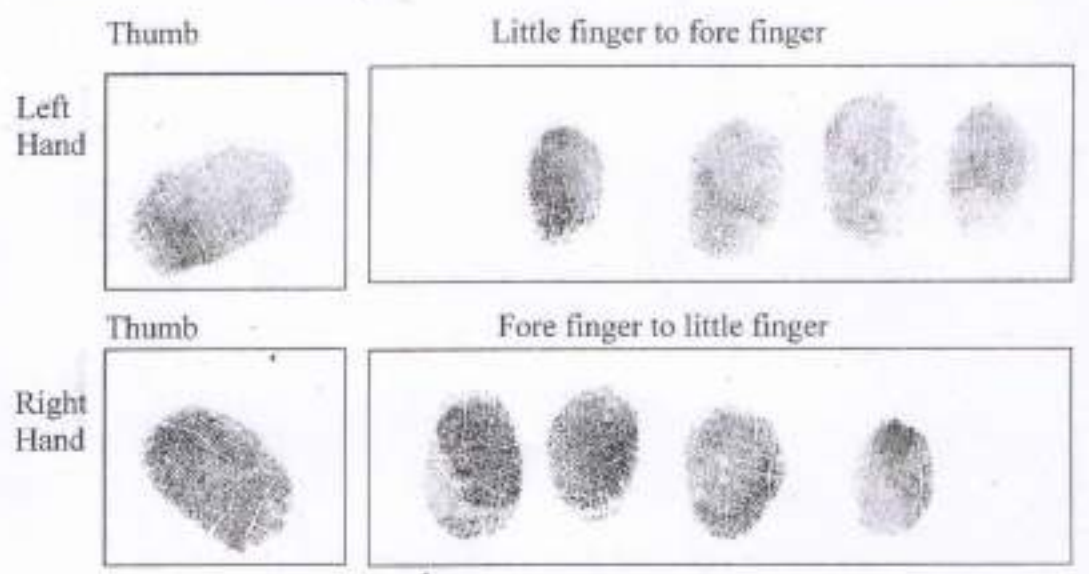 Thumb
Little finger to fore finger
Left
Hand
Thumb
Fore finger to little finger
Right
Hand